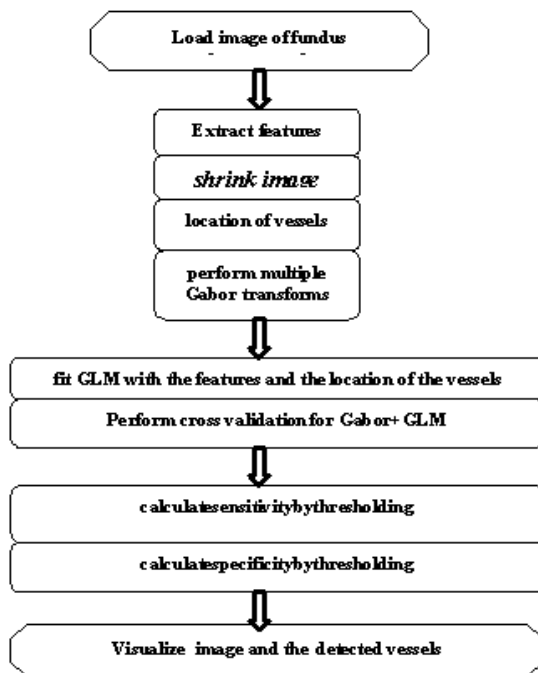 Load image of fundus
Extract features
shrink image
location of vessels
perform multiple
Gabor transforms
fit GLM with the features and the location of the vessels
Perform cross validation for Gabor+ GLM
calculatesensitivitybythresholding
calculatespecificitybythresholding
Visualize image and the detected vessels